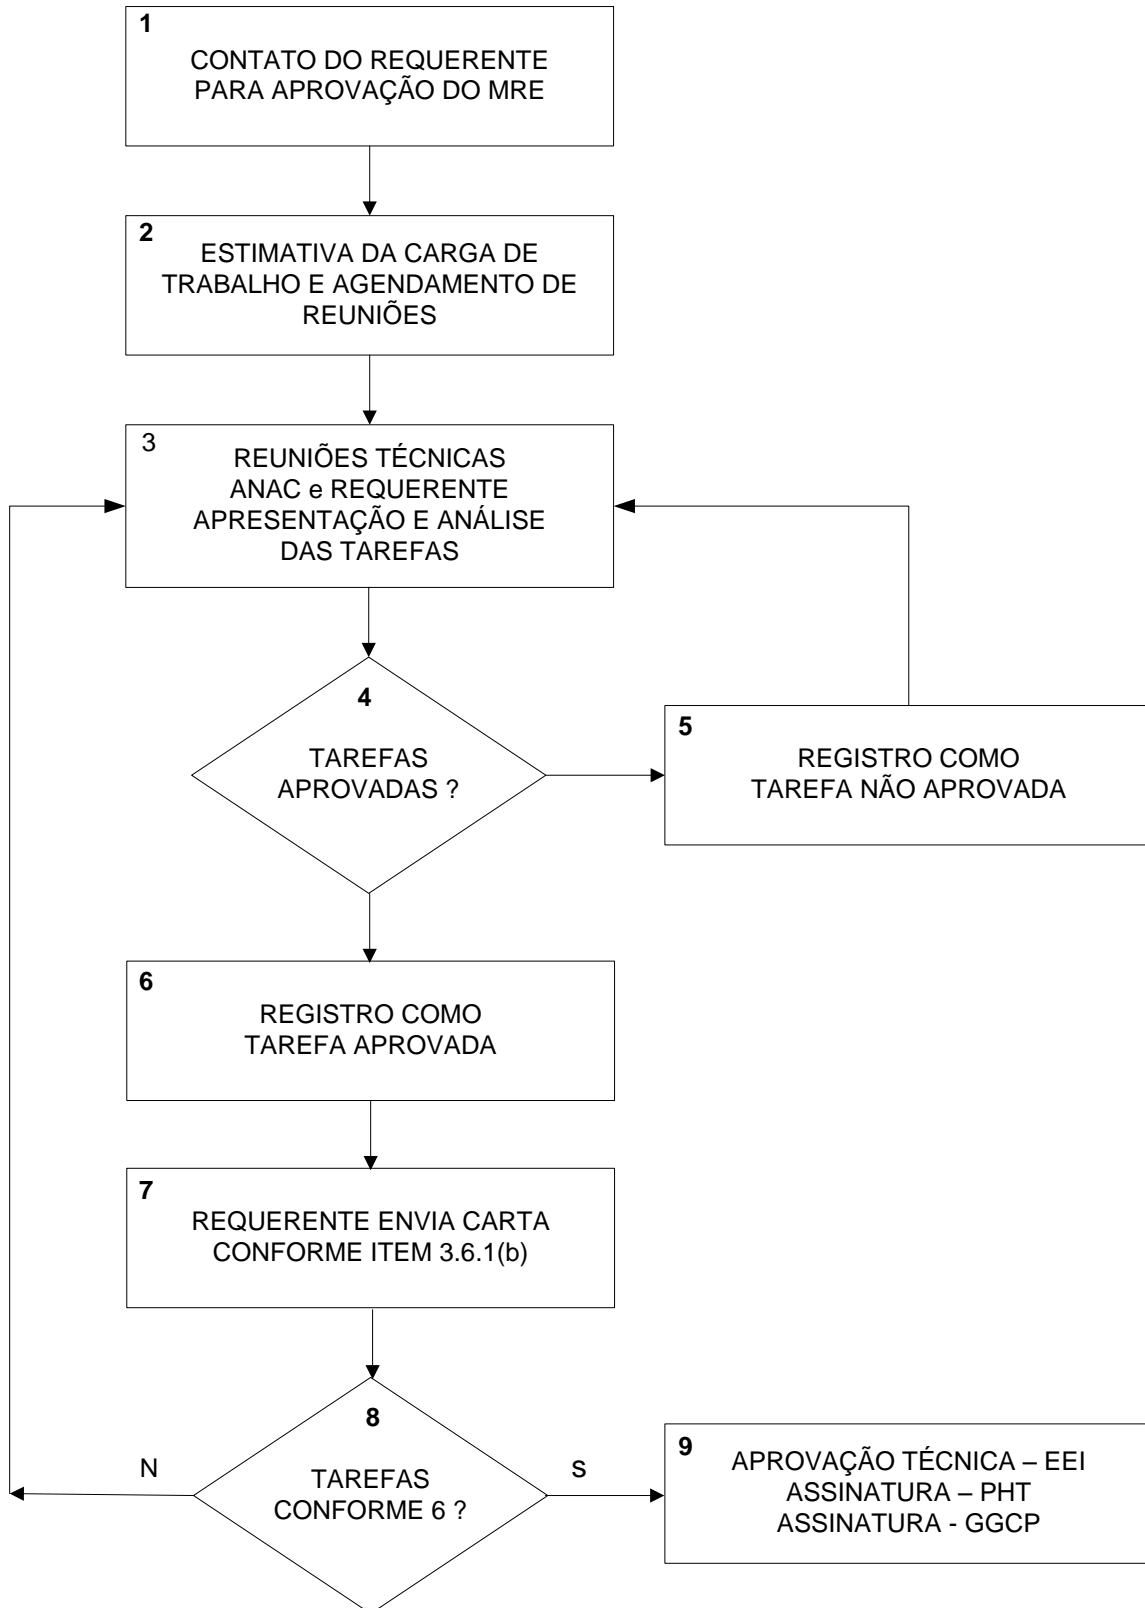 1
CONTATO DO REQUERENTE
PARA APROVAÇÃO DO MRE
2
ESTIMATIVA DA CARGA DE
TRABALHO E AGENDAMENTO DE
REUNIÕES
3
REUNIÕES TÉCNICAS
ANAC e REQUERENTE
APRESENTAÇÃO E ANÁLISE
DAS TAREFAS
4
TAREFAS
APROVADAS ?
5
REGISTRO COMO
TAREFA NÃO APROVADA
6
REGISTRO COMO
TAREFA APROVADA
7
REQUERENTE ENVIA CARTA
CONFORME ITEM 3.6.1(b)
8
TAREFAS
CONFORME 6 ?
N
S
9
APROVAÇÃO TÉCNICA – EEI
ASSINATURA – PHT
ASSINATURA - GGCP